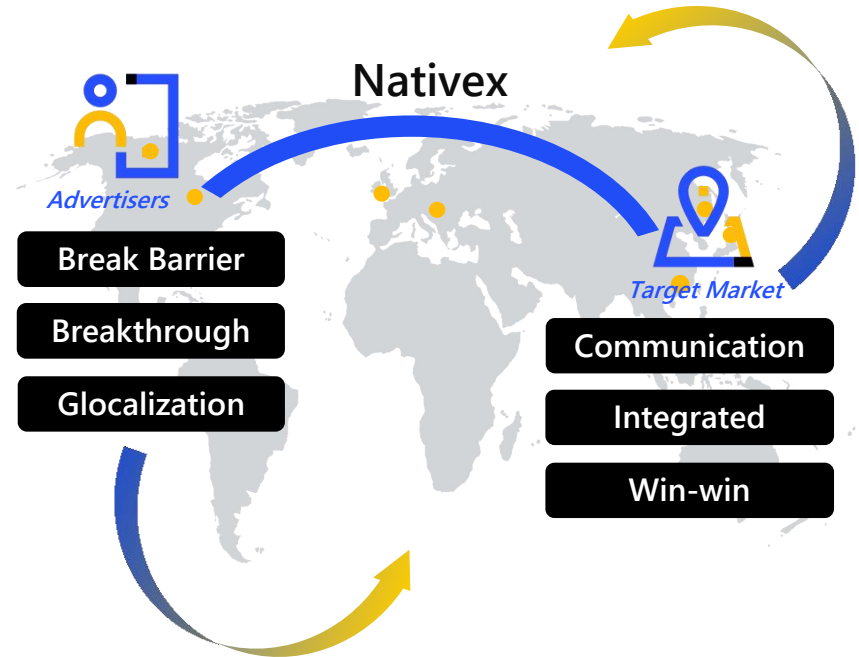 Nativex
Advertisers
Break Barrier
Breakthrough
Glocalization
Target Market
Communication
Integrated
Win-win